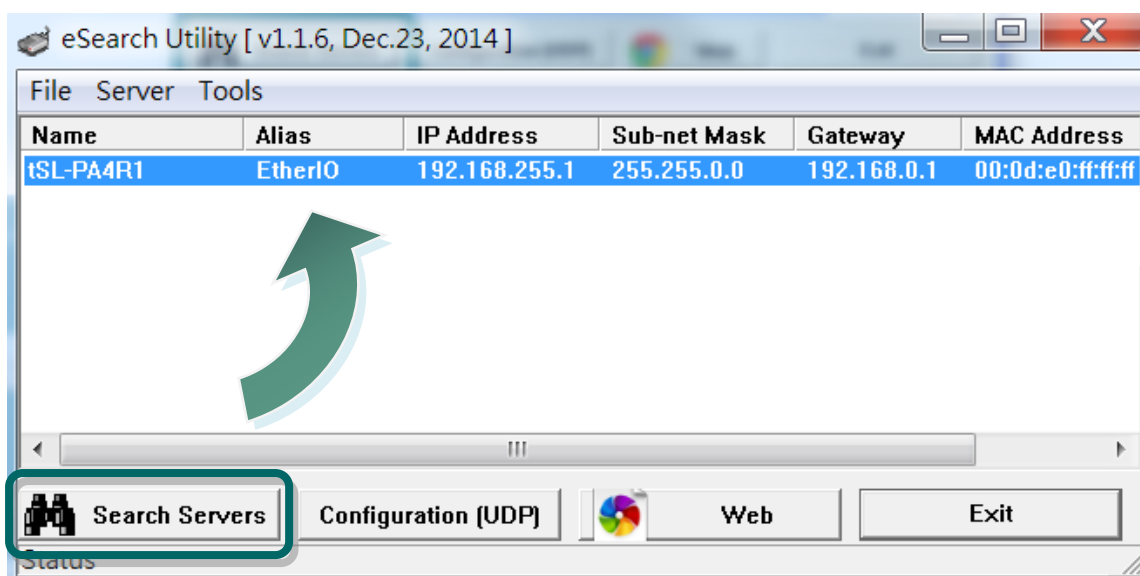 eSearch Utility [ v1.1.6, Dec.23, 2014 ]
File Server Tools
Name Alias IP Address Sub-net Mask Gateway MAC Address
tSL-PA4R1 EtherIO 192.168.255.1 255.255.0.0 192.168.0.1 00:0d:e0:ff:ff:ff
Search Servers Configuration (UDP) Web Exit
Status